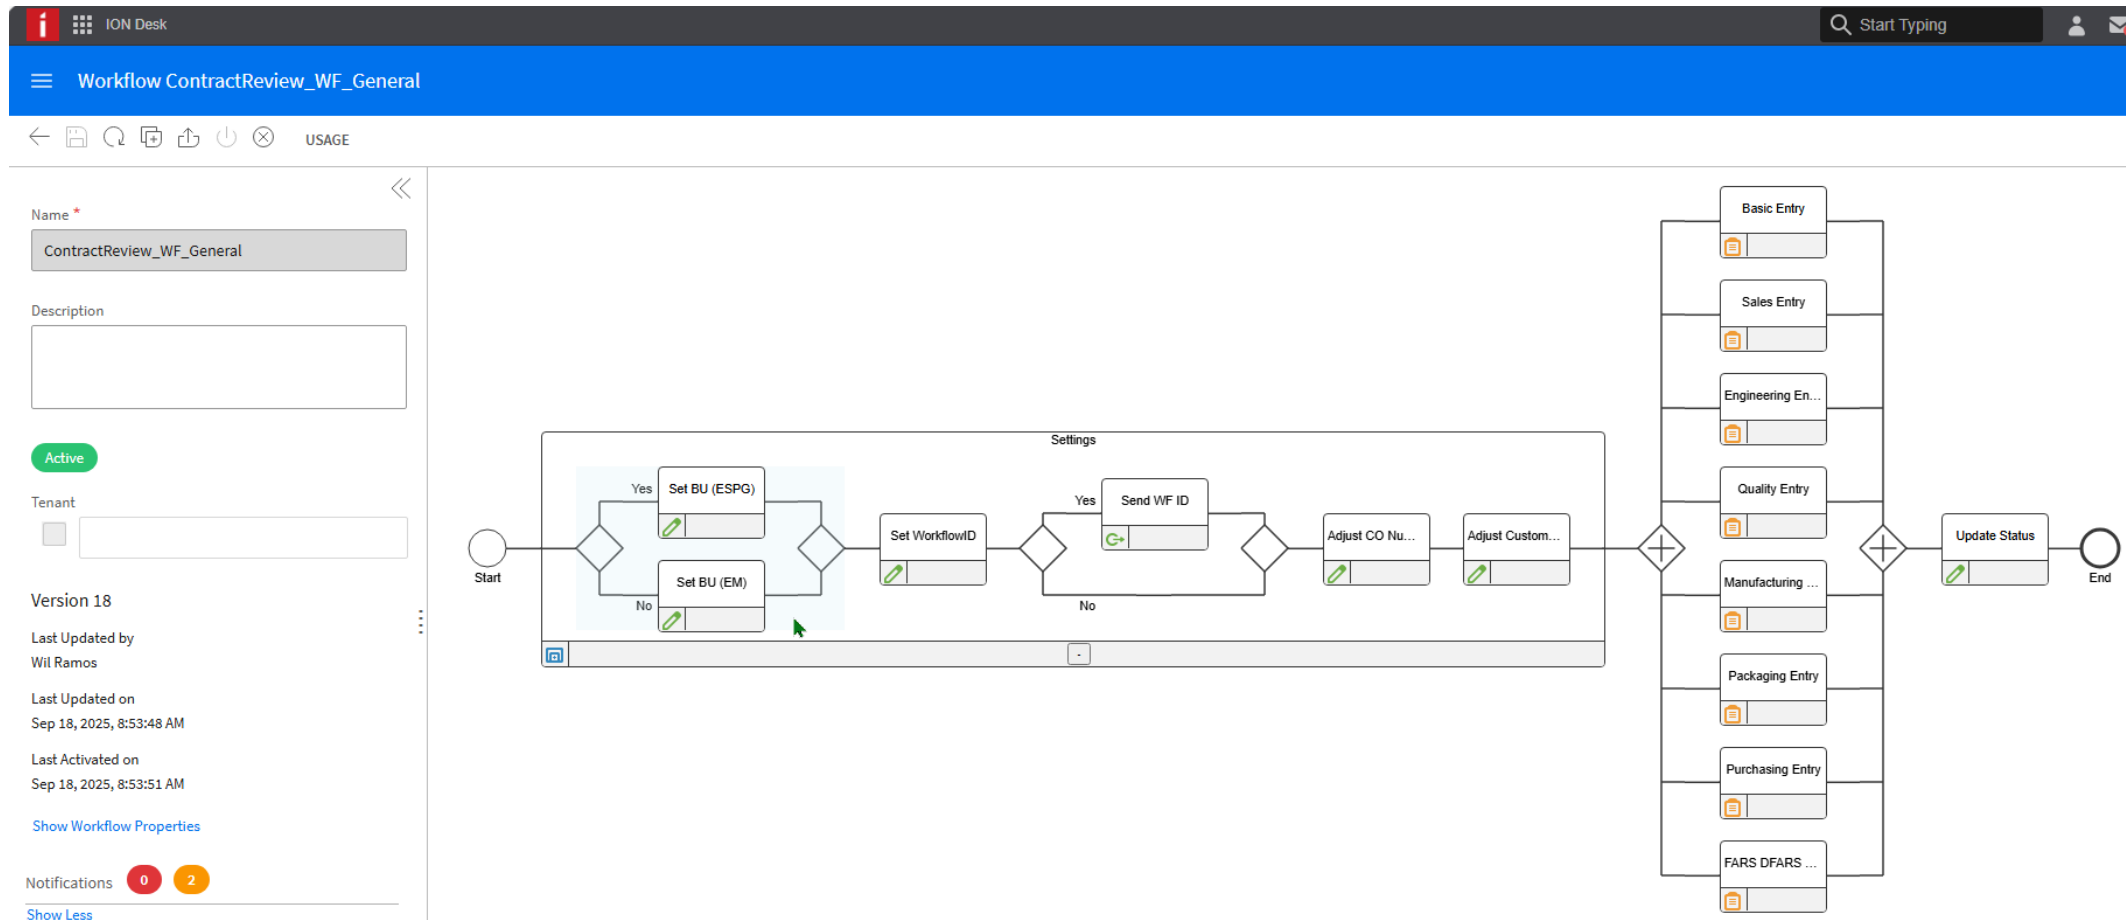 ION Desk
Start Typing
Workflow ContractReview_WF_General
USAGE
Name *
ContractReview_WF_General
Description
Active
Tenant
Version 18
Last Updated by
Wil Ramos
Last Updated on
Sep 18, 2025, 8:53:48 AM
Last Activated on
Sep 18, 2025, 8:53:51 AM
Show Workflow Properties
Notifications 0 2
Show Less
Start
Settings
Yes
Set BU (ESPG)
Set BU (EM)
No
Set WorkflowID
Yes
Send WF ID
No
Adjust CO Nu...
Adjust Custom...
Basic Entry
Sales Entry
Engineering En...
Quality Entry
Manufacturing ...
Packaging Entry
Purchasing Entry
FARS DFARS ...
Update Status
End